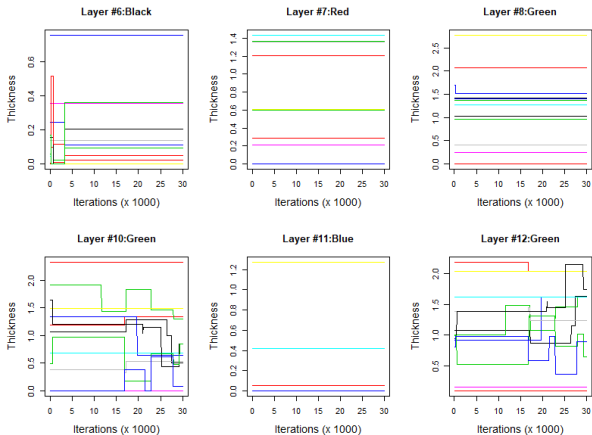 Layer #6:Black
Thickness
0.0 0.2 0.4 0.6
0 5 10 15 20 25 30
Iterations (x 1000)
Layer #7:Red
Thickness
0.0 0.2 0.4 0.6 0.8 1.0 1.2 1.4
0 5 10 15 20 25 30
Iterations (x 1000)
Layer #8:Green
Thickness
0.0 0.5 1.0 1.5 2.0 2.5
0 5 10 15 20 25 30
Iterations (x 1000)
Layer #10:Green
Thickness
0.0 0.5 1.0 1.5 2.0
0 5 10 15 20 25 30
Iterations (x 1000)
Layer #11:Blue
Thickness
0.0 0.2 0.4 0.6 0.8 1.0 1.2
0 5 10 15 20 25 30
Iterations (x 1000)
Layer #12:Green
Thickness
0.5 1.0 1.5 2.0
0 5 10 15 20 25 30
Iterations (x 1000)